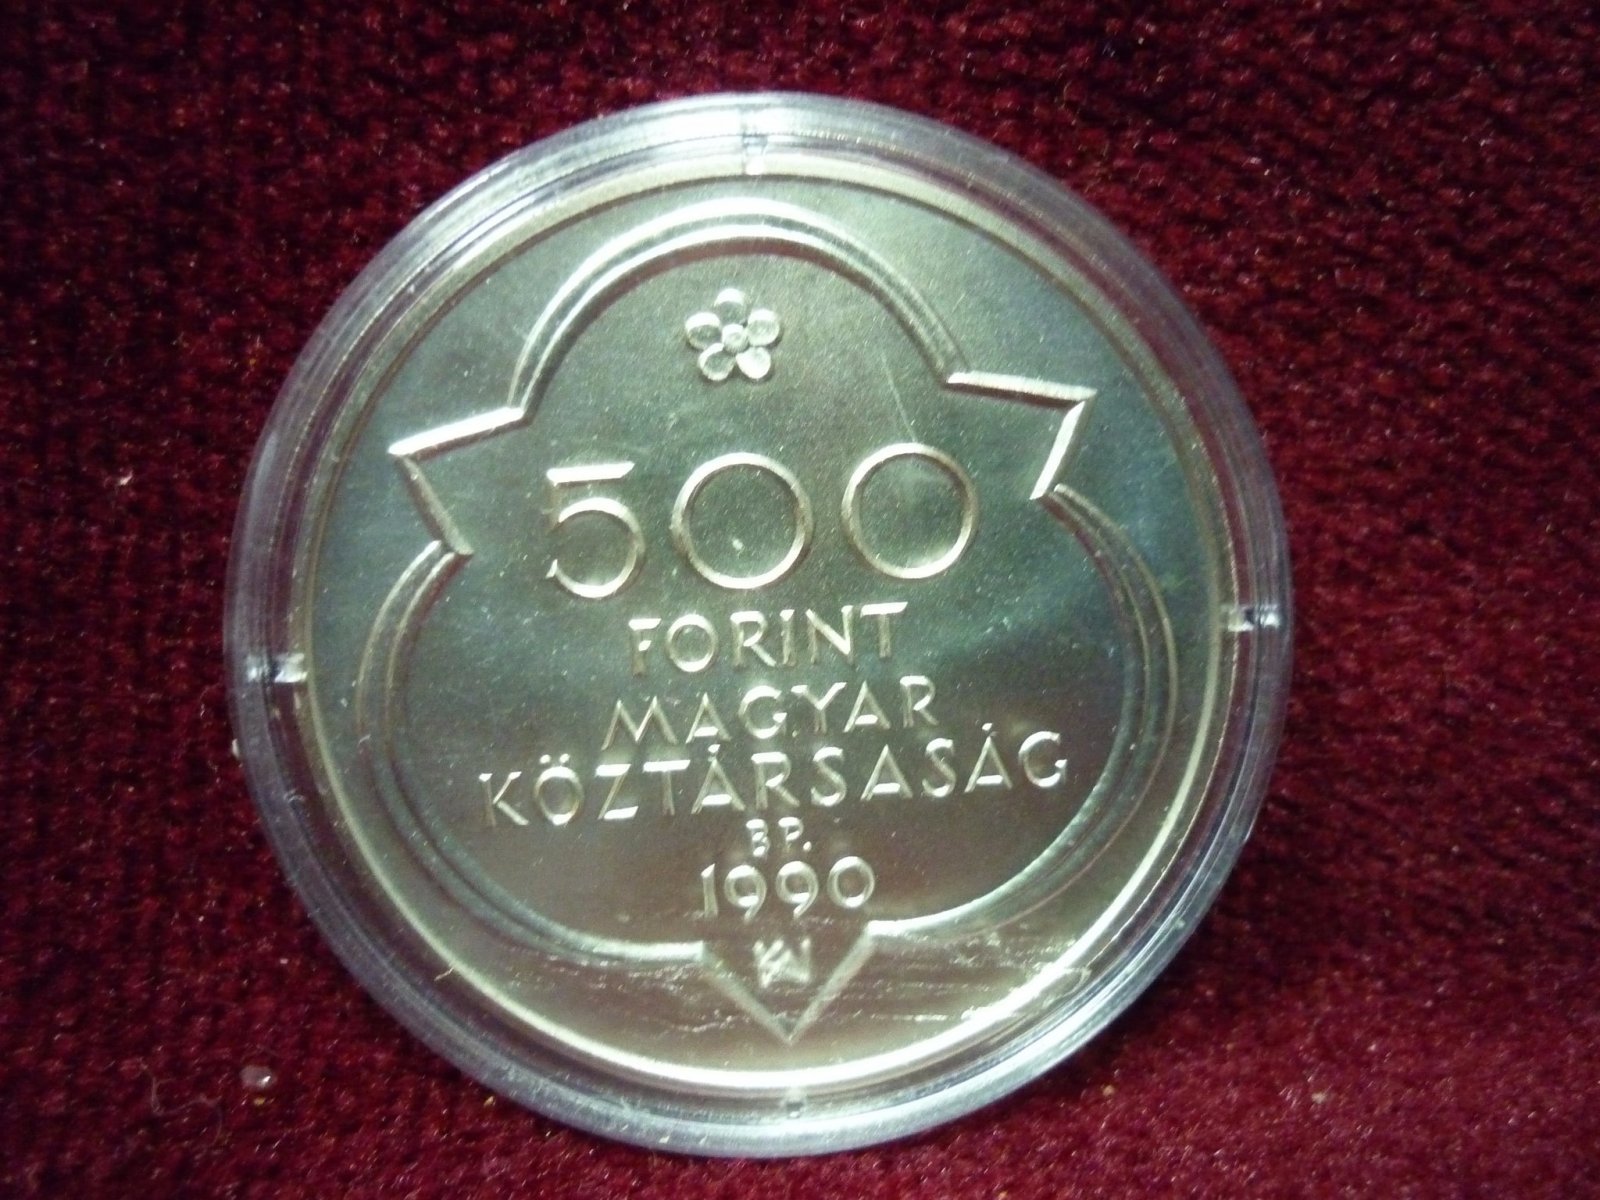 500
FORINT
MAGYAR
KÖZTÁRSASÁG
BP.
1990